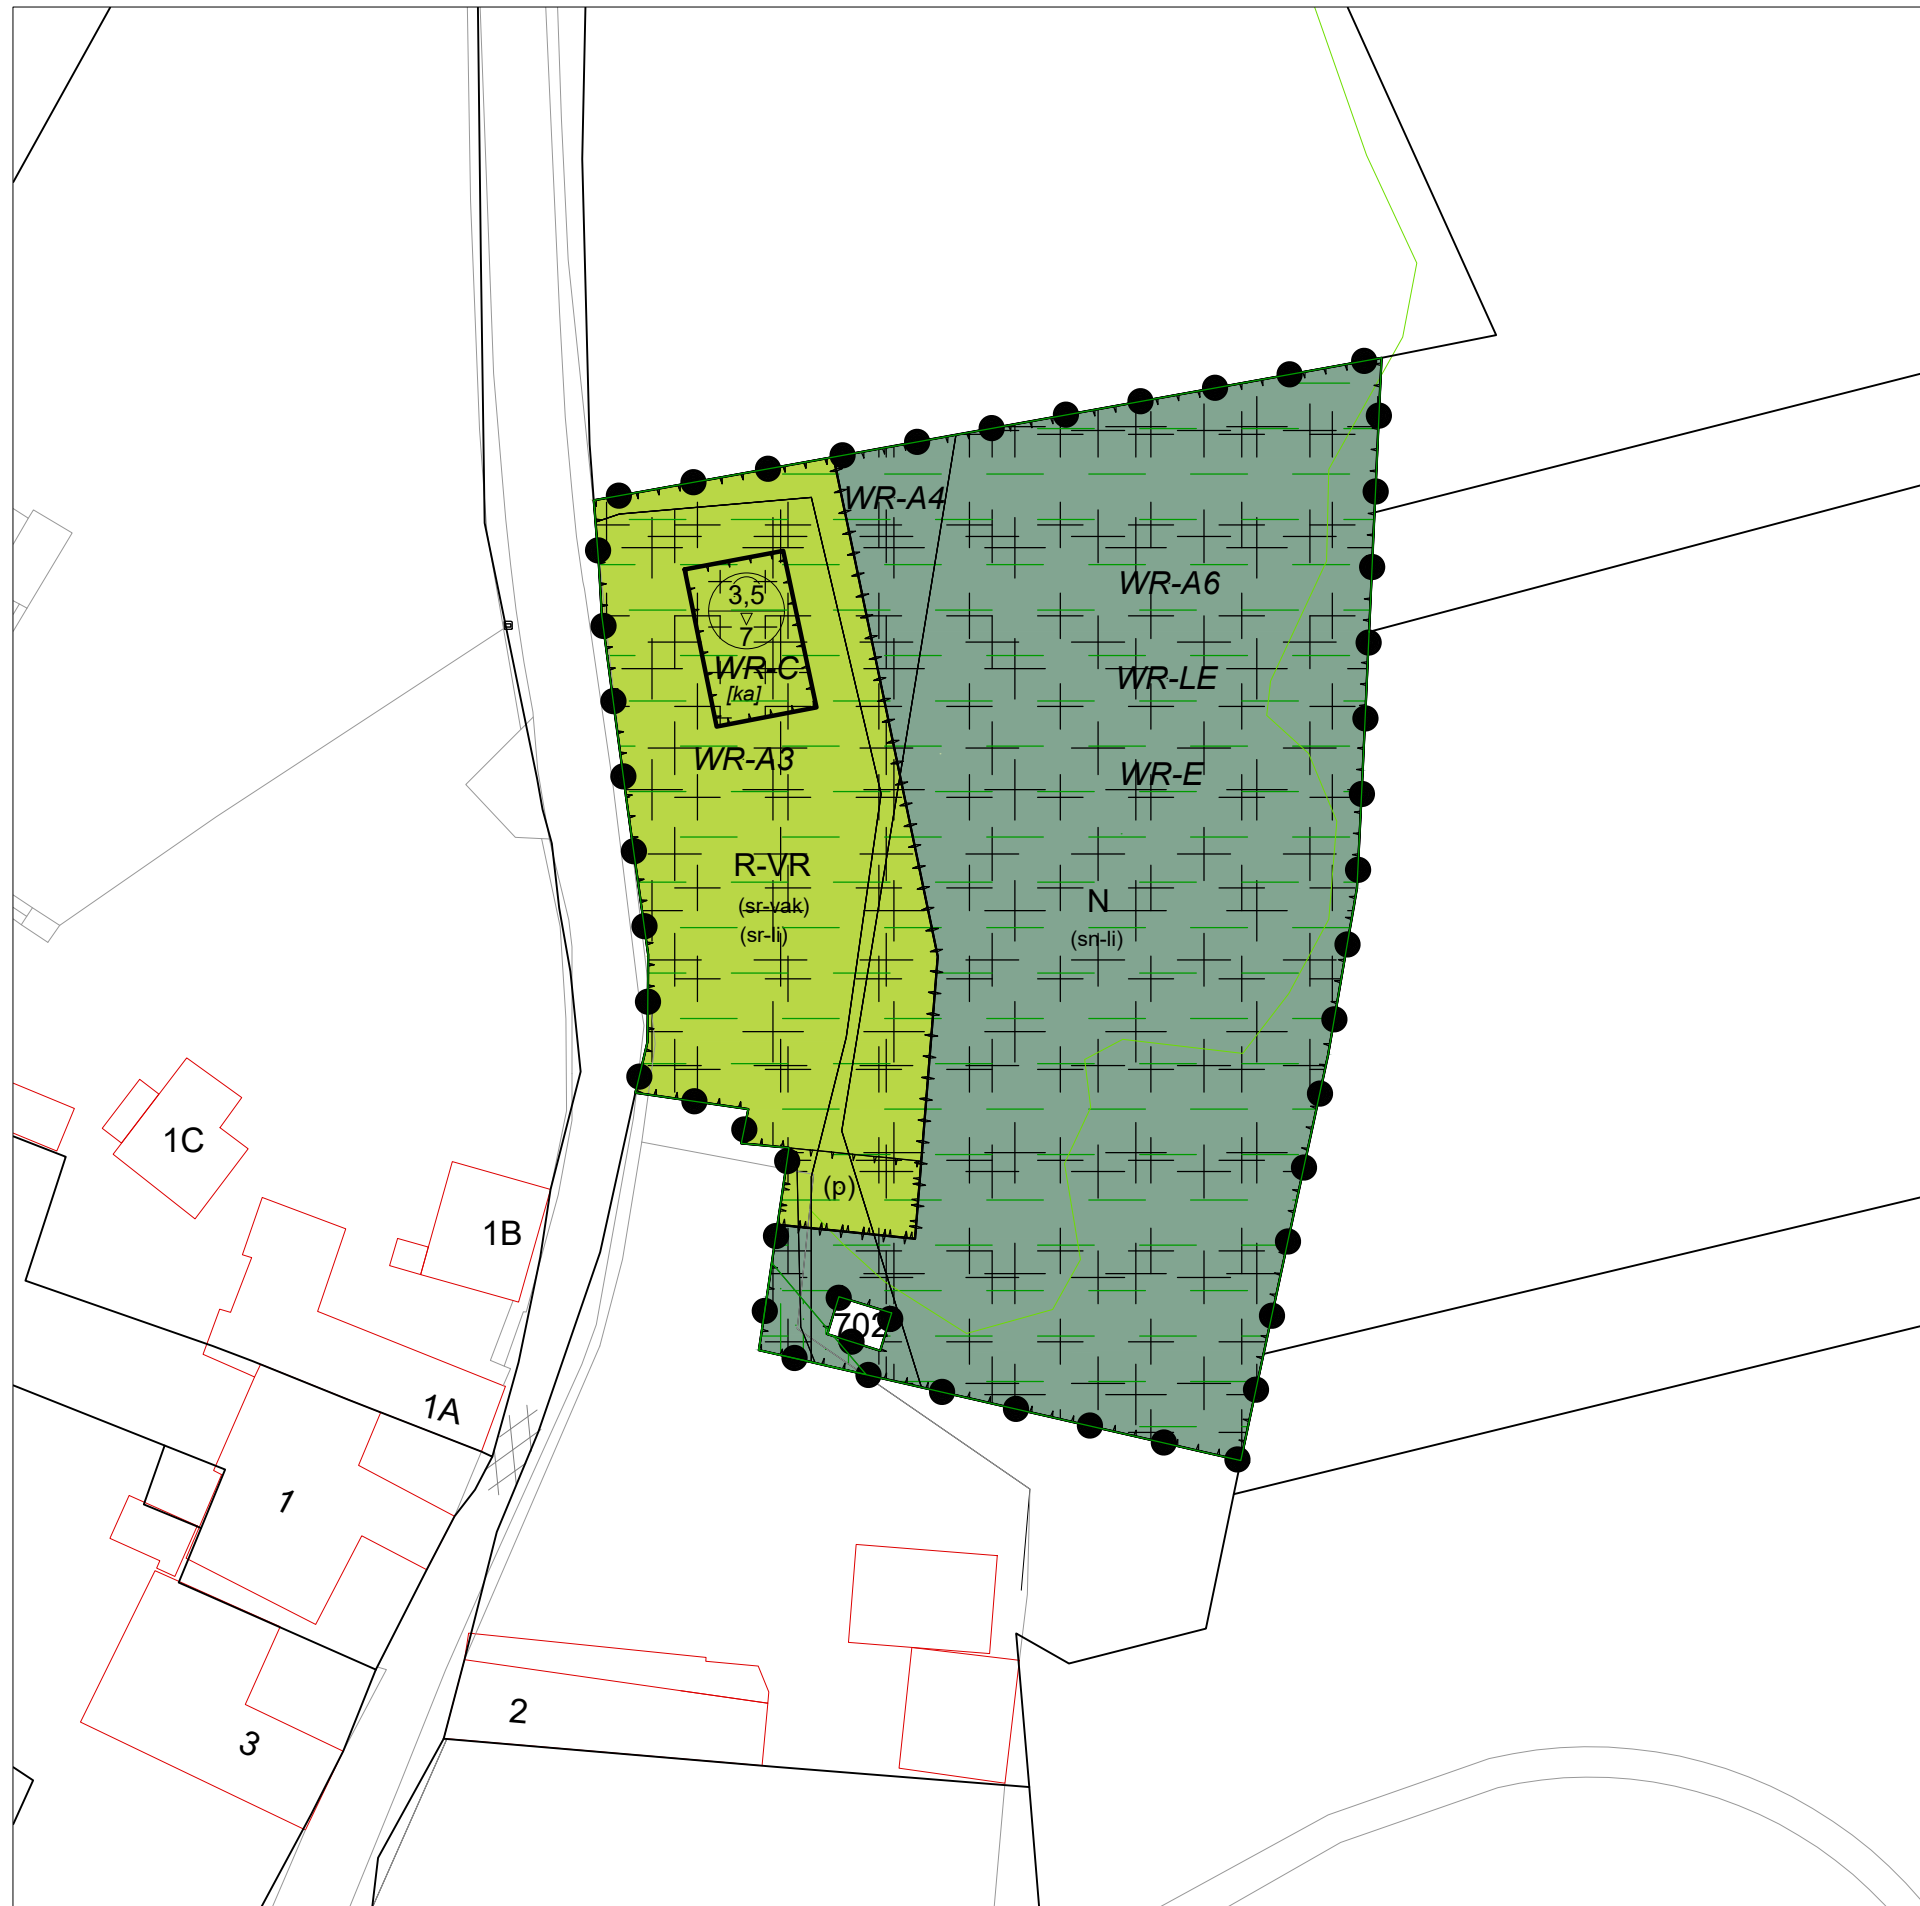 WR-A4
WR-A6
3,5
7
WR-C
[ka]
WR-LE
WR-A3
WR-E
R-VR
(sr-vak)
(sr-li)
N
(sn-li)
1C
(p)
1B
702
1A
1
2
3